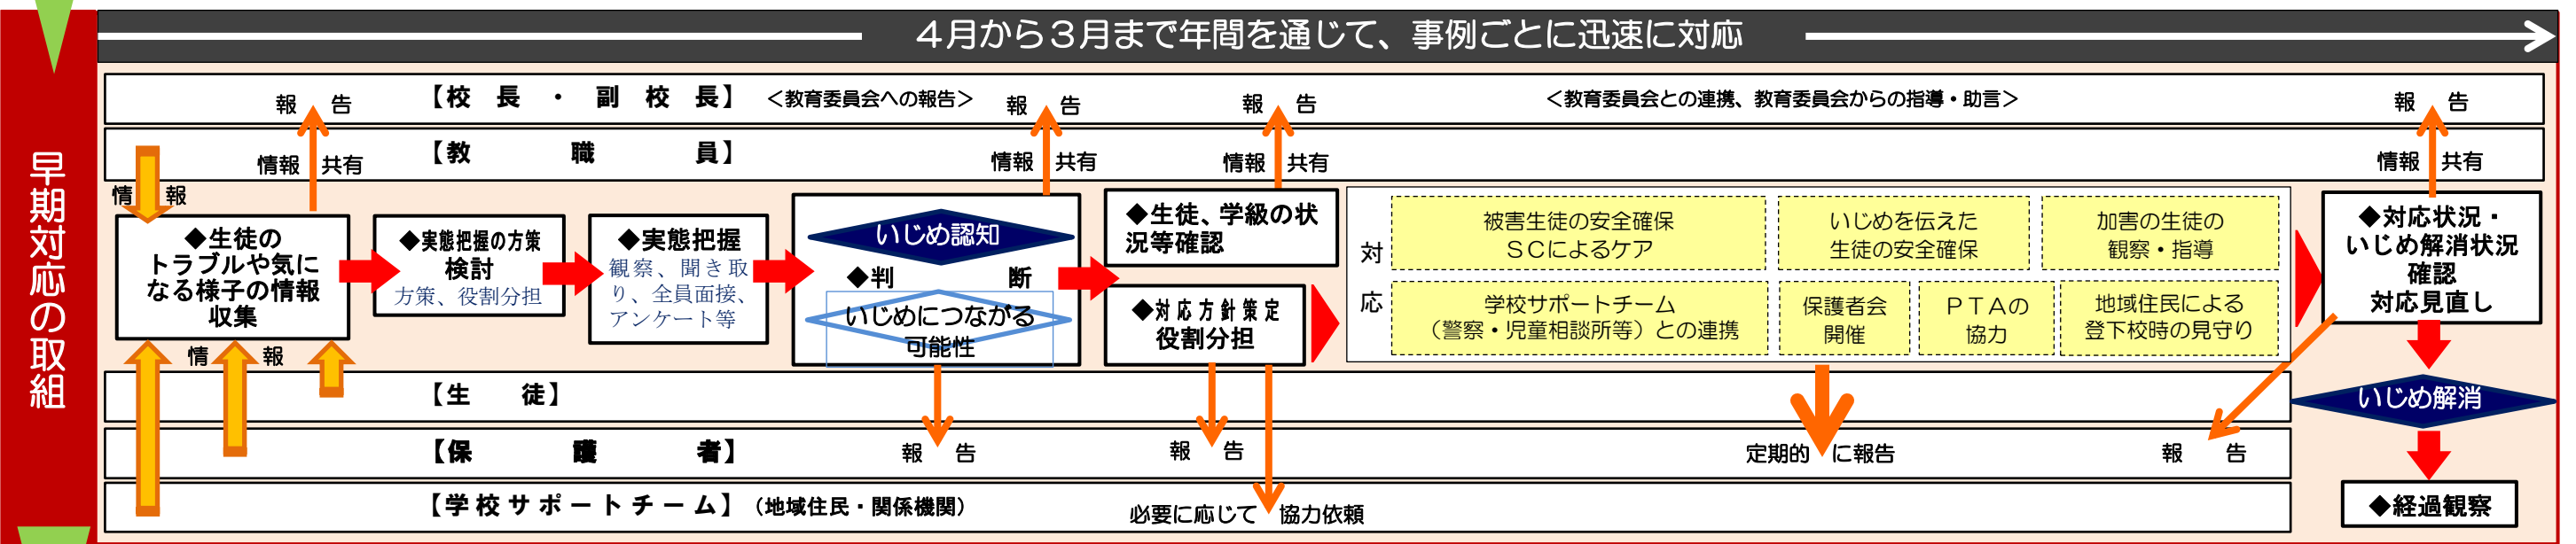 早期対応の取組
４月から３月まで年間を通じて、事例ごとに迅速に対応
【校長・副校長】
＜教育委員会への報告＞
＜教育委員会との連携、教育委員会からの指導・助言＞
報告
報告
報告
報告
【教職員】
情報共有
情報共有
情報共有
情報共有
情報
◆生徒の
トラブルや気に
なる様子の情報
収集
情報
◆実態把握の方策
検討
方策、役割分担
◆実態把握
観察、聞き取
り、全員面接、
アンケート等
いじめ認知
◆判断
いじめにつながる
可能性
◆生徒、学級の状
況等確認
◆対応方針策定
役割分担
対応
被害生徒の安全確保
ＳＣによるケア
いじめを伝えた
生徒の安全確保
加害の生徒の
観察・指導
学校サポートチーム
（警察・児童相談所等）との連携
保護者会
開催
ＰＴＡの
協力
地域住民による
登下校時の見守り
◆対応状況・
いじめ解消状況
確認
対応見直し
いじめ解消
◆経過観察
【生徒】
【保護者】
報告
報告
定期的に報告
報告
【学校サポートチーム】（地域住民・関係機関）
必要に応じて協力依頼